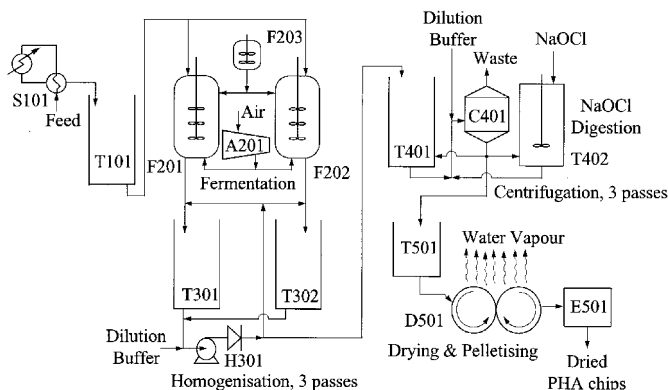 S101
Feed
T101
F203
Air
A201
F201
F202
Fermentation
T301
T302
Dilution
Buffer
H301
Homogenisation, 3 passes
Dilution
Buffer
Waste
NaOCl
C401
T401
NaOCl
Digestion
T402
Centrifugation, 3 passes
T501
Water Vapour
D501
E501
Drying & Pelletising
Dried
PHA chips